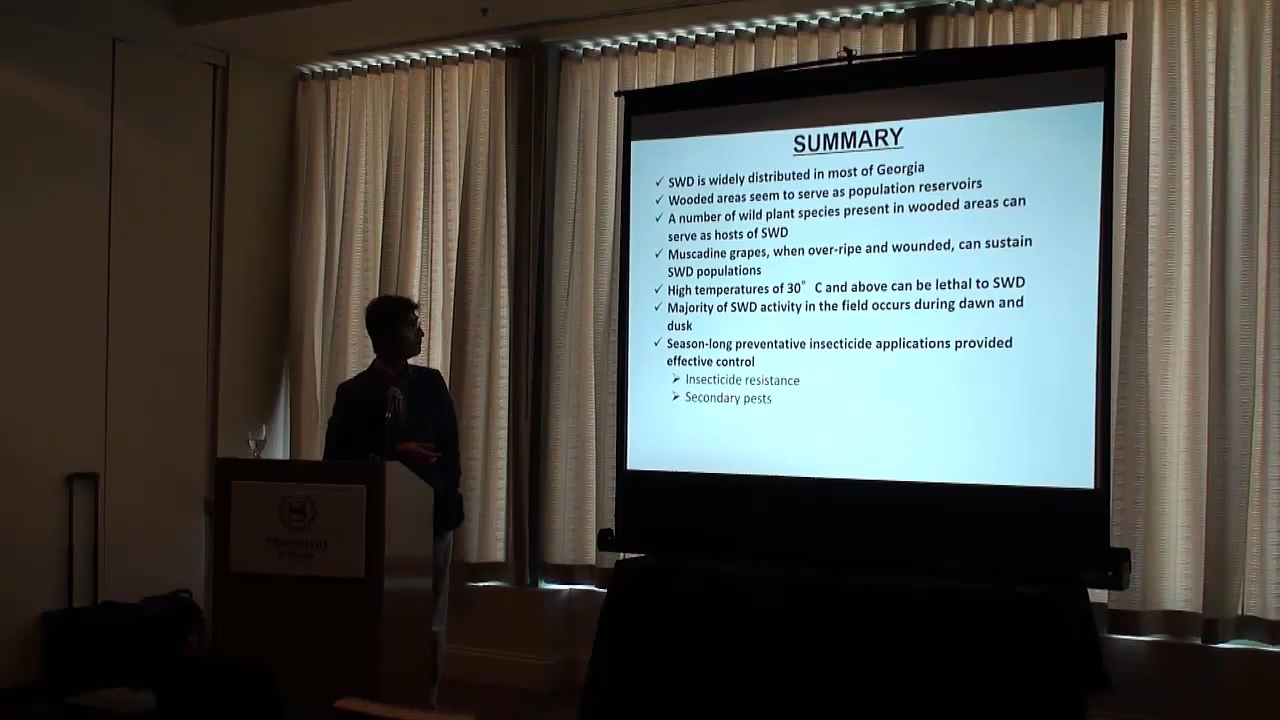 SUMMARY
✓ SWD is widely distributed in most of Georgia
✓ Wooded areas seem to serve as population reservoirs
✓ A number of wild plant species present in wooded areas can
serve as hosts of SWD
✓ Muscadine grapes, when over-ripe and wounded, can sustain
SWD populations
✓ High temperatures of 30° C and above can be lethal to SWD
✓ Majority of SWD activity in the field occurs during dawn and
dusk
✓ Season-long preventative insecticide applications provided
effective control
➢ Insecticide resistance
➢ Secondary pests
S